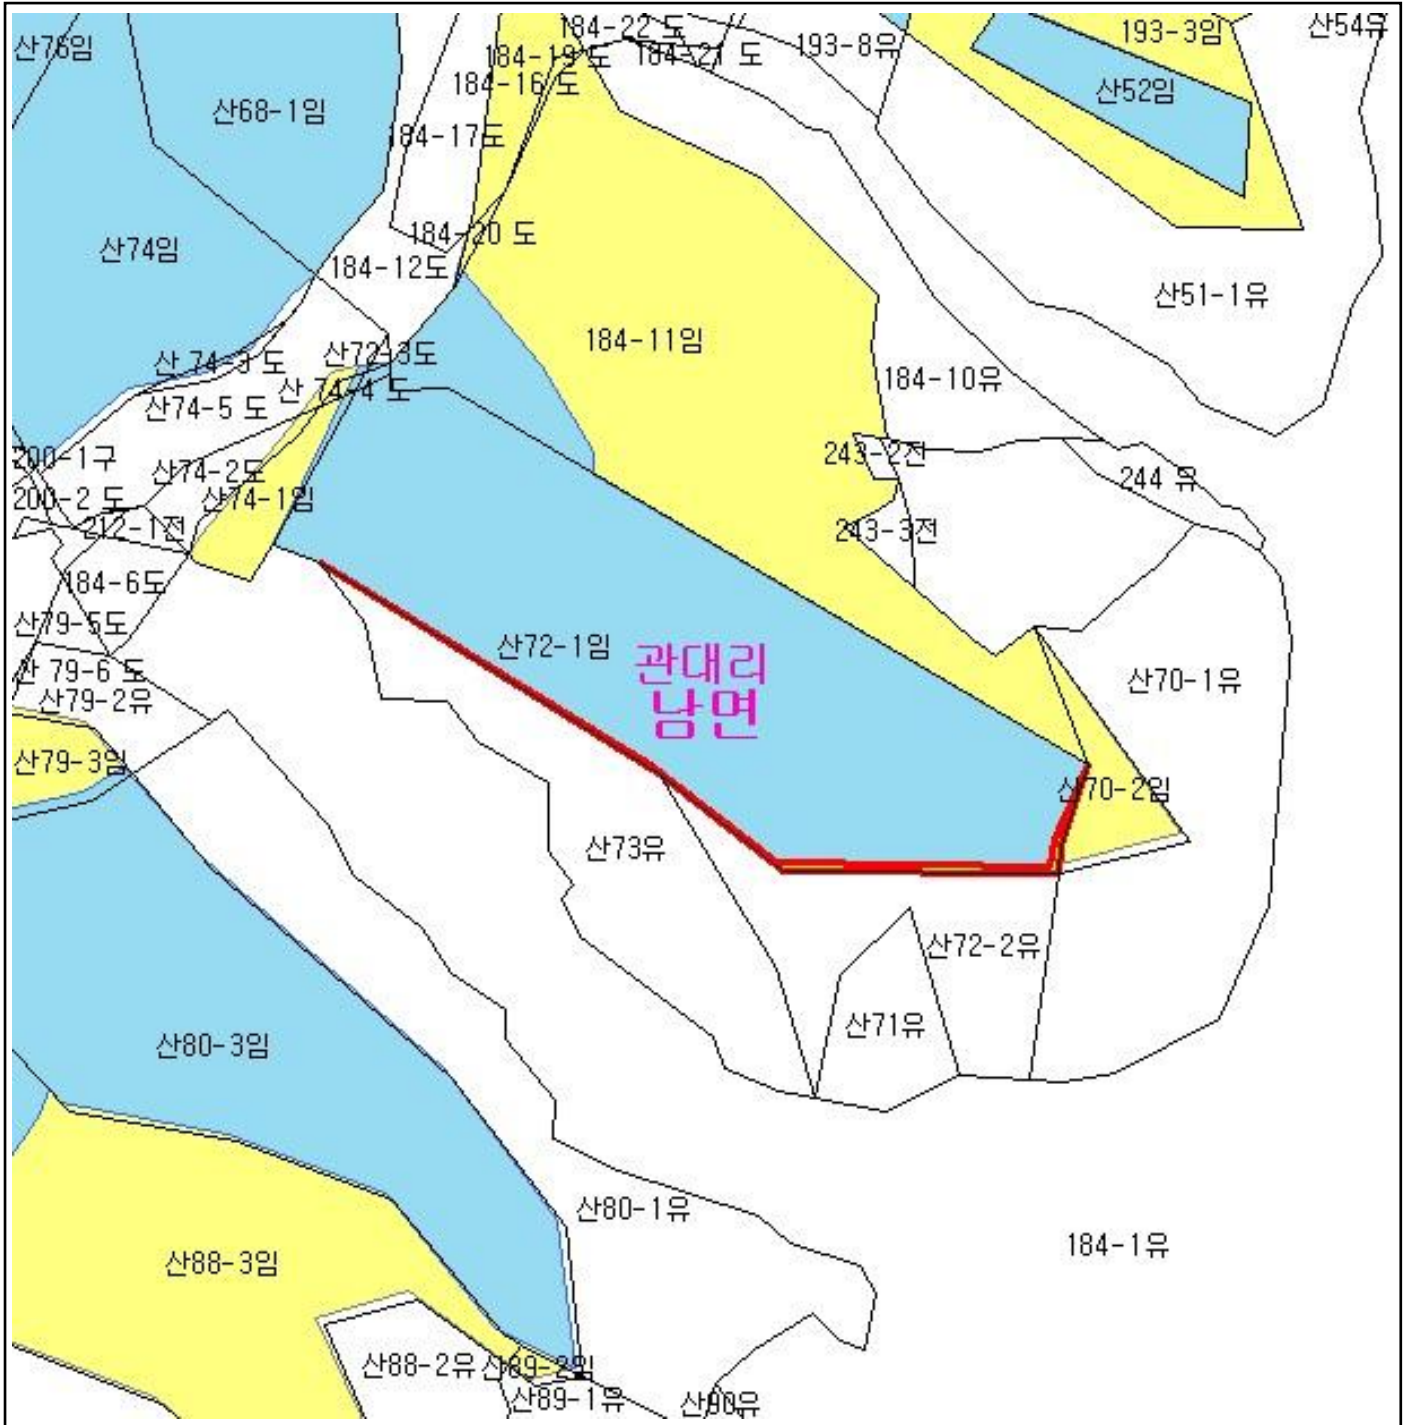 184-22 도
산54유
193-3임
산76임
184-19 도
184-21 도
193-8유
184-16 도
산52임
산68-1임
184-17도
184-20 도
산74임
184-12도
산51-1유
184-11임
산72-3도
산 74-3 도
184-10유
산 74-4 도
산74-5 도
243-2전
200-1구
산74-2도
244 유
200-2 도
산74-1임
212-1전
243-3전
184-6도
산79-5도
산72-1임
관대리
산 79-6 도
산70-1유
산79-2유
남면
산79-3임
산70-2임
산73유
산72-2유
산71유
산80-3임
산80-1유
184-1유
산88-3임
산88-2유
산89-2임
산89-1유
산90유